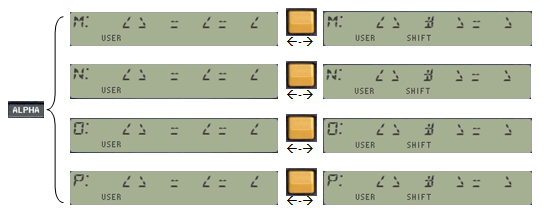 M: <> = <= <
USER
M: <> ≠ >= >
USER SHIFT
N: <> = <= <
USER
N: <> ≠ >= >
USER SHIFT
ALPHA
O: <> = <= <
USER
O: <> ≠ >= >
USER SHIFT
P: <> = <= <
USER
P: <> ≠ >= >
USER SHIFT